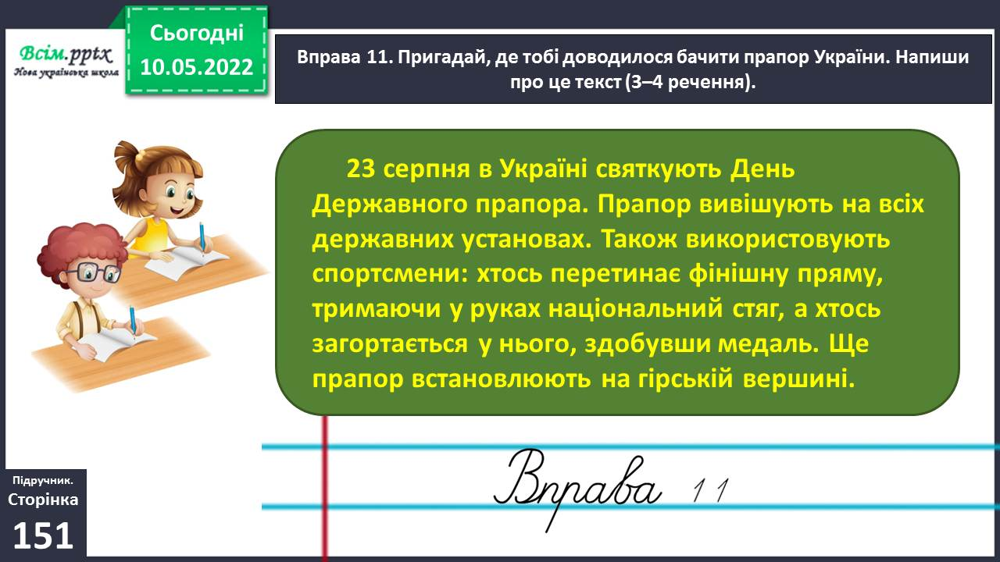 Всім.pptx
Нова українська школа
Сьогодні
10.05.2022
Вправа 11. Пригадай, де тобі доводилося бачити прапор України. Напиши
про це текст (3–4 речення).
23 серпня в Україні святкують День
Державного прапора. Прапор вивішують на всіх
державних установах. Також використовують
спортсмени: хтось перетинає фінішну пряму,
тримаючи у руках національний стяг, а хтось
загортається у нього, здобувши медаль. Ще
прапор встановлюють на гірській вершині.
Вправа 11
Підручник.
Сторінка
151